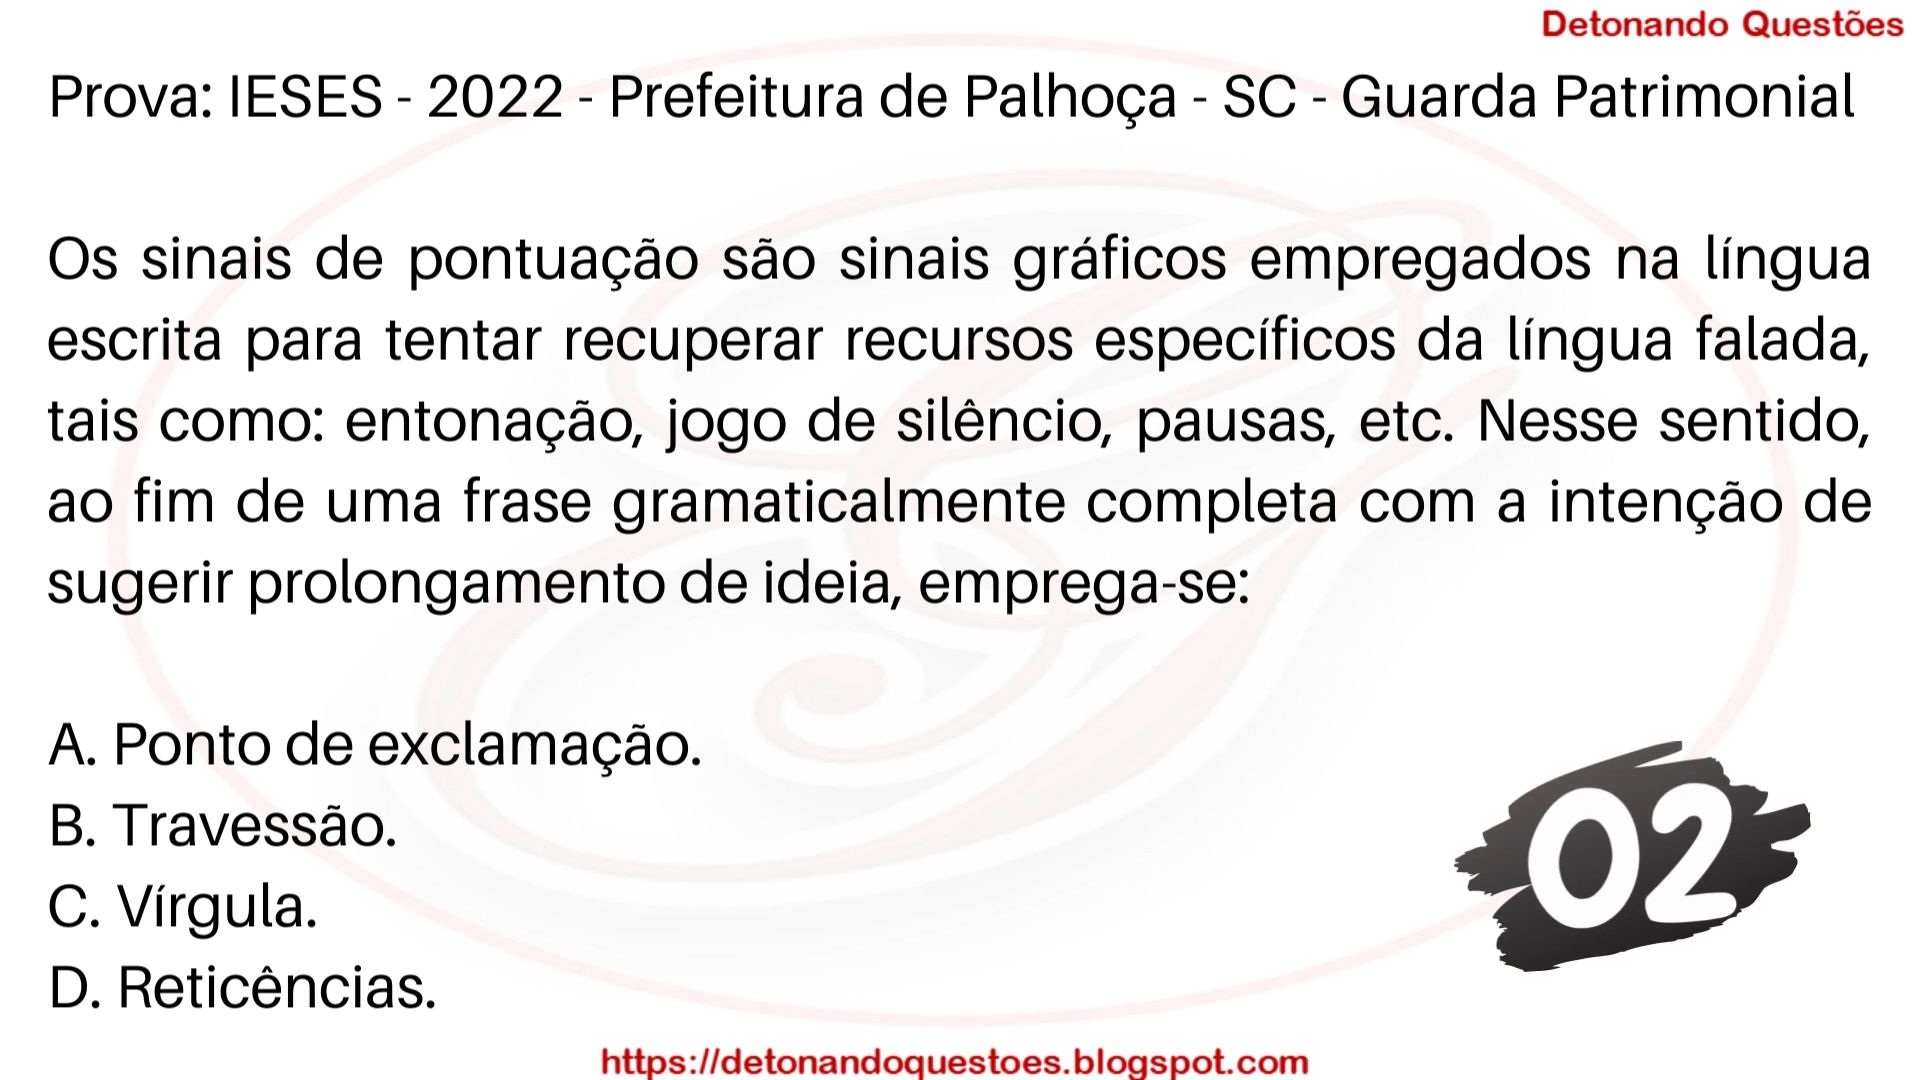 Detonando Questões
Prova: IESES - 2022 - Prefeitura de Palhoça - SC - Guarda Patrimonial
Os sinais de pontuação são sinais gráficos empregados na língua
escrita para tentar recuperar recursos específicos da língua falada,
tais como: entonação, jogo de silêncio, pausas, etc. Nesse sentido,
ao fim de uma frase gramaticalmente completa com a intenção de
sugerir prolongamento de ideia, emprega-se:
A. Ponto de exclamação.
B. Travessão.
C. Vírgula.
D. Reticências.
02
https://detonandoquestoes.blogspot.com